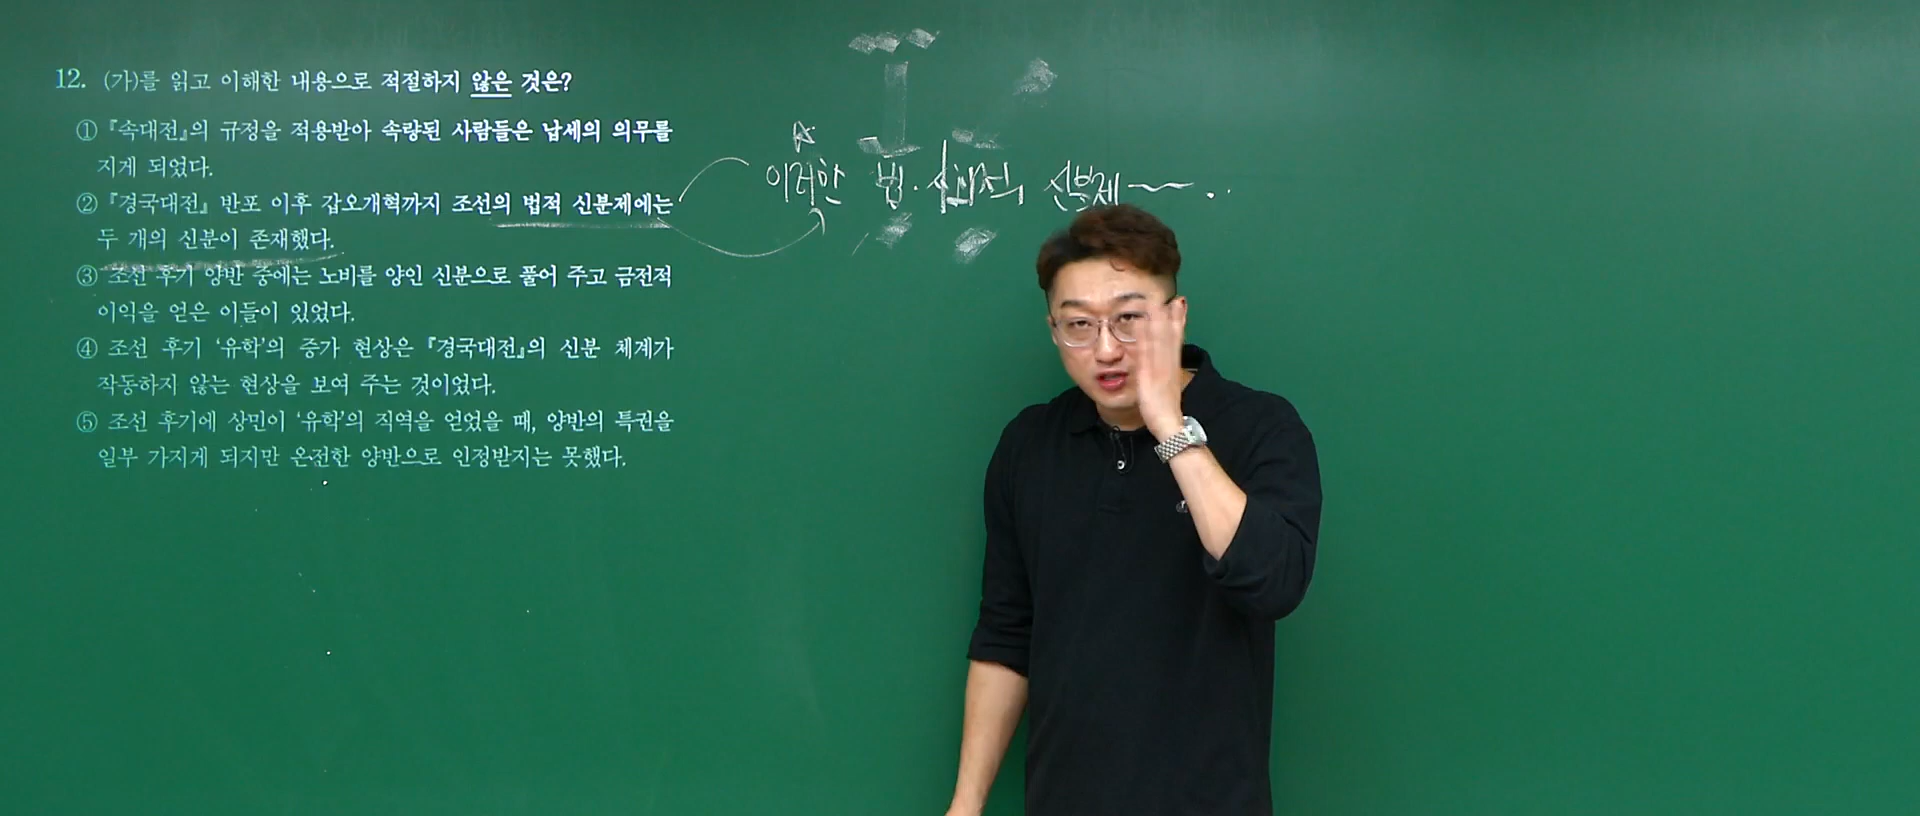 12. (가)를 읽고 이해한 내용으로 적절하지 않은 것은?
① 『속대전』의 규정을 적용받아 속량된 사람들은 납세의 의무를
지게 되었다.
② 『경국대전』 반포 이후 갑오개혁까지 조선의 법적 신분제에는
두 개의 신분이 존재했다.
③ 조선 후기 양반 중에는 노비를 양인 신분으로 풀어 주고 금전적
이익을 얻은 이들이 있었다.
④ 조선 후기 ‘유학’의 증가 현상은 『경국대전』의 신분 체계가
작동하지 않는 현상을 보여 주는 것이었다.
⑤ 조선 후기에 상민이 ‘유학’의 직역을 얻었을 때, 양반의 특권을
일부 가지게 되지만 온전한 양반으로 인정받지는 못했다.
이러한 법· 신분제